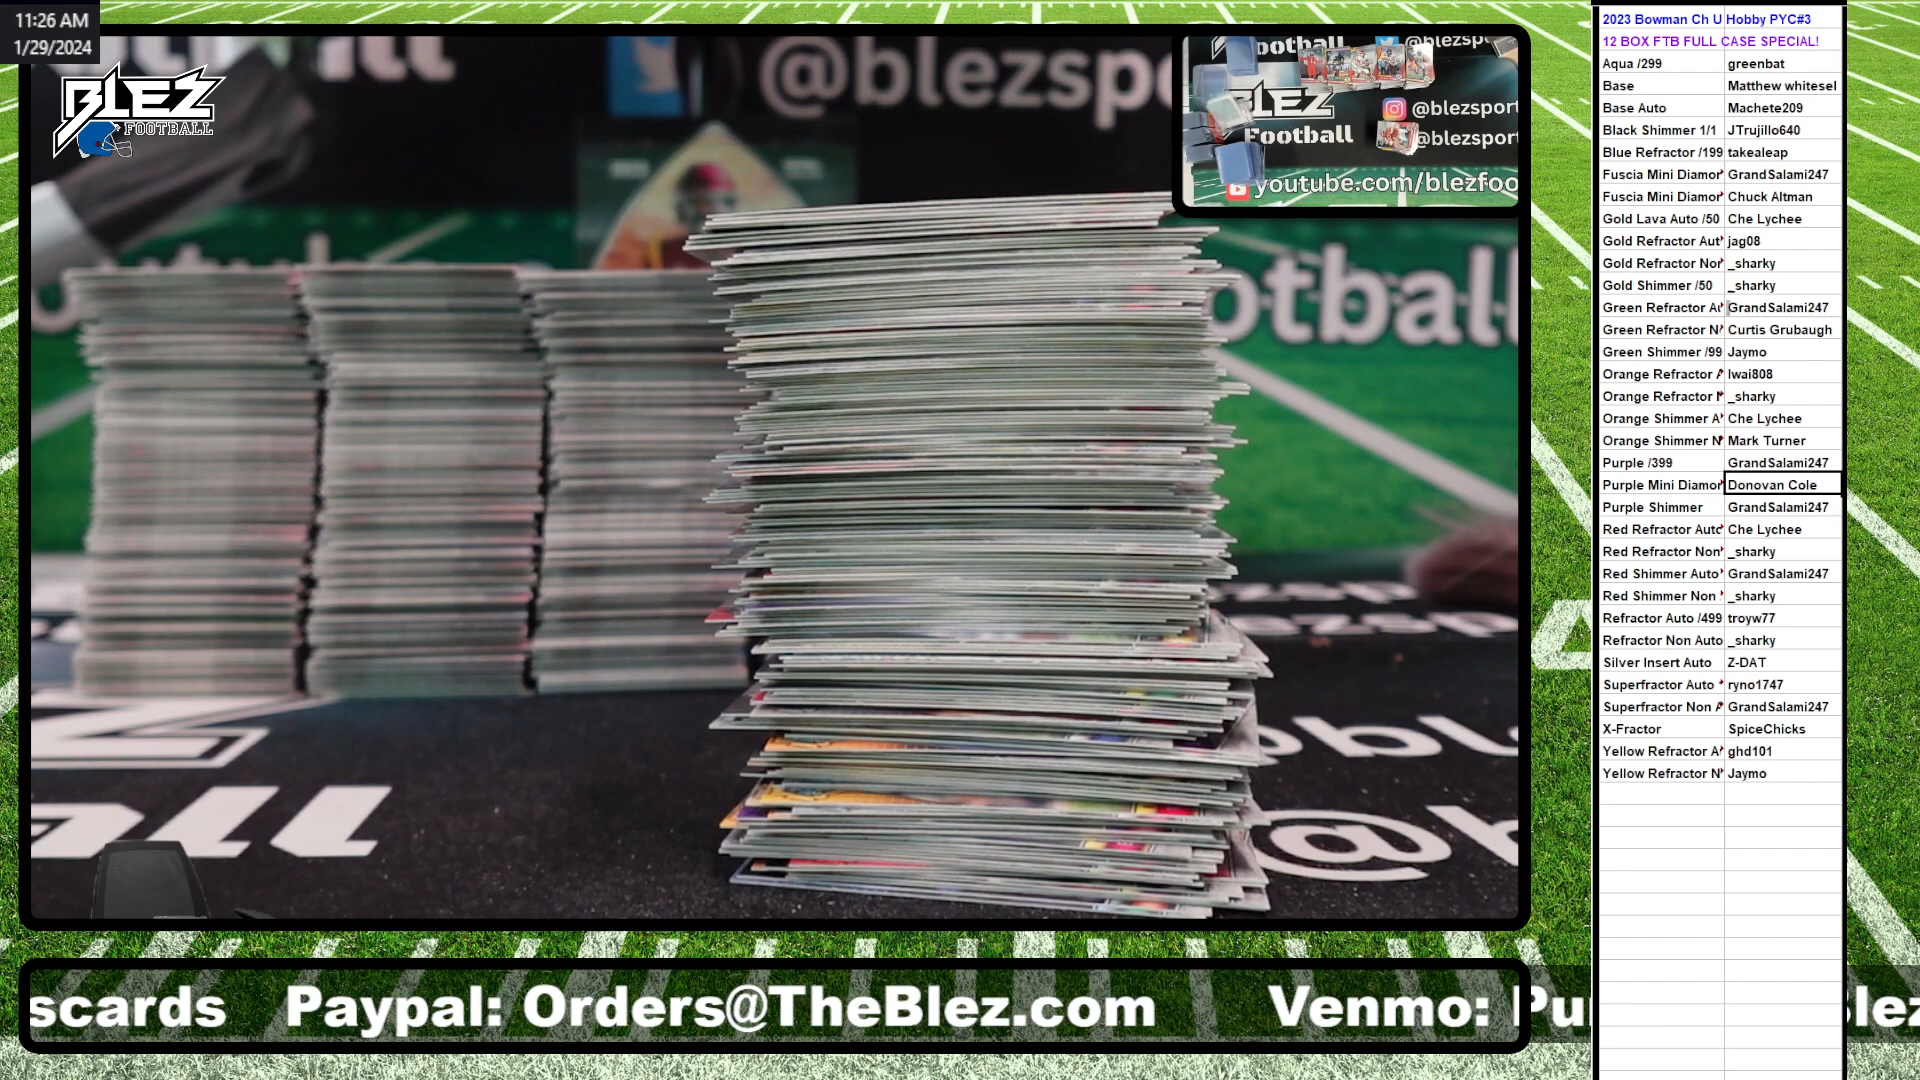 11:26 AM
1/29/2024
BLEZ
FOOTBALL
@blezsp
otball
@blezsp
BLEZ
Football
@blezsport
@blezsport
youtube.com/blezfoo
2023 Bowman Ch U Hobby PYC#3
12 BOX FTB FULL CASE SPECIAL!
Aqua /299 greenbat
Base Matthew whitesel
Base Auto Machete209
Black Shimmer 1/1 JTrujillo640
Blue Refractor /199 takealeap
Fuscia Mini Diamor GrandSalami247
Fuscia Mini Diamor Chuck Altman
Gold Lava Auto /50 Che Lychee
Gold Refractor Aut jag08
Gold Refractor Nor _sharky
Gold Shimmer /50 _sharky
Green Refractor Au GrandSalami247
Green Refractor N Curtis Grubaugh
Green Shimmer /99 Jaymo
Orange Refractor A lwai808
Orange Refractor N _sharky
Orange Shimmer A Che Lychee
Orange Shimmer N Mark Turner
Purple /399 GrandSalami247
Purple Mini Diamor Donovan Cole
Purple Shimmer GrandSalami247
Red Refractor Auto Che Lychee
Red Refractor Non _sharky
Red Shimmer Auto GrandSalami247
Red Shimmer Non _sharky
Refractor Auto /499 troyw77
Refractor Non Auto _sharky
Silver Insert Auto Z-DAT
Superfractor Auto ryno1747
Superfractor Non A GrandSalami247
X-Fractor SpiceChicks
Yellow Refractor A ghd101
Yellow Refractor N Jaymo
scards Paypal: Orders@TheBlez.com Venmo: Pu lez